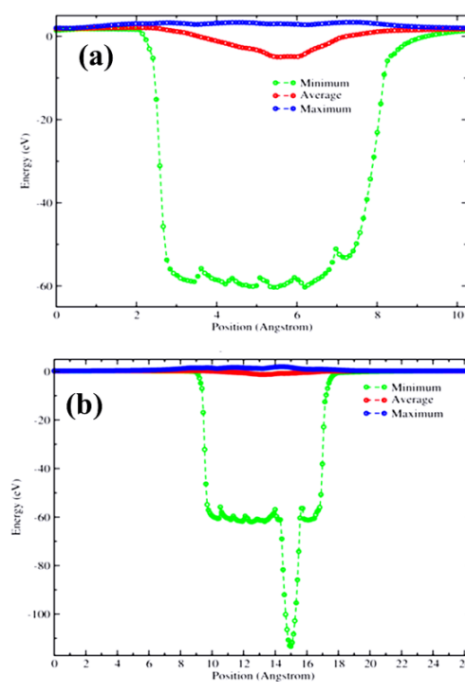 (a)
Minimum
Average
Maximum
Energy (eV)
0
-20
-40
-60
0 2 4 6 8 10
Position (Angstrom)
(b)
Minimum
Average
Maximum
Energy (eV)
0
-20
-40
-60
-80
-100
0 2 4 6 8 10 12 14 16 18 20 22 24 26
Position (Angstrom)